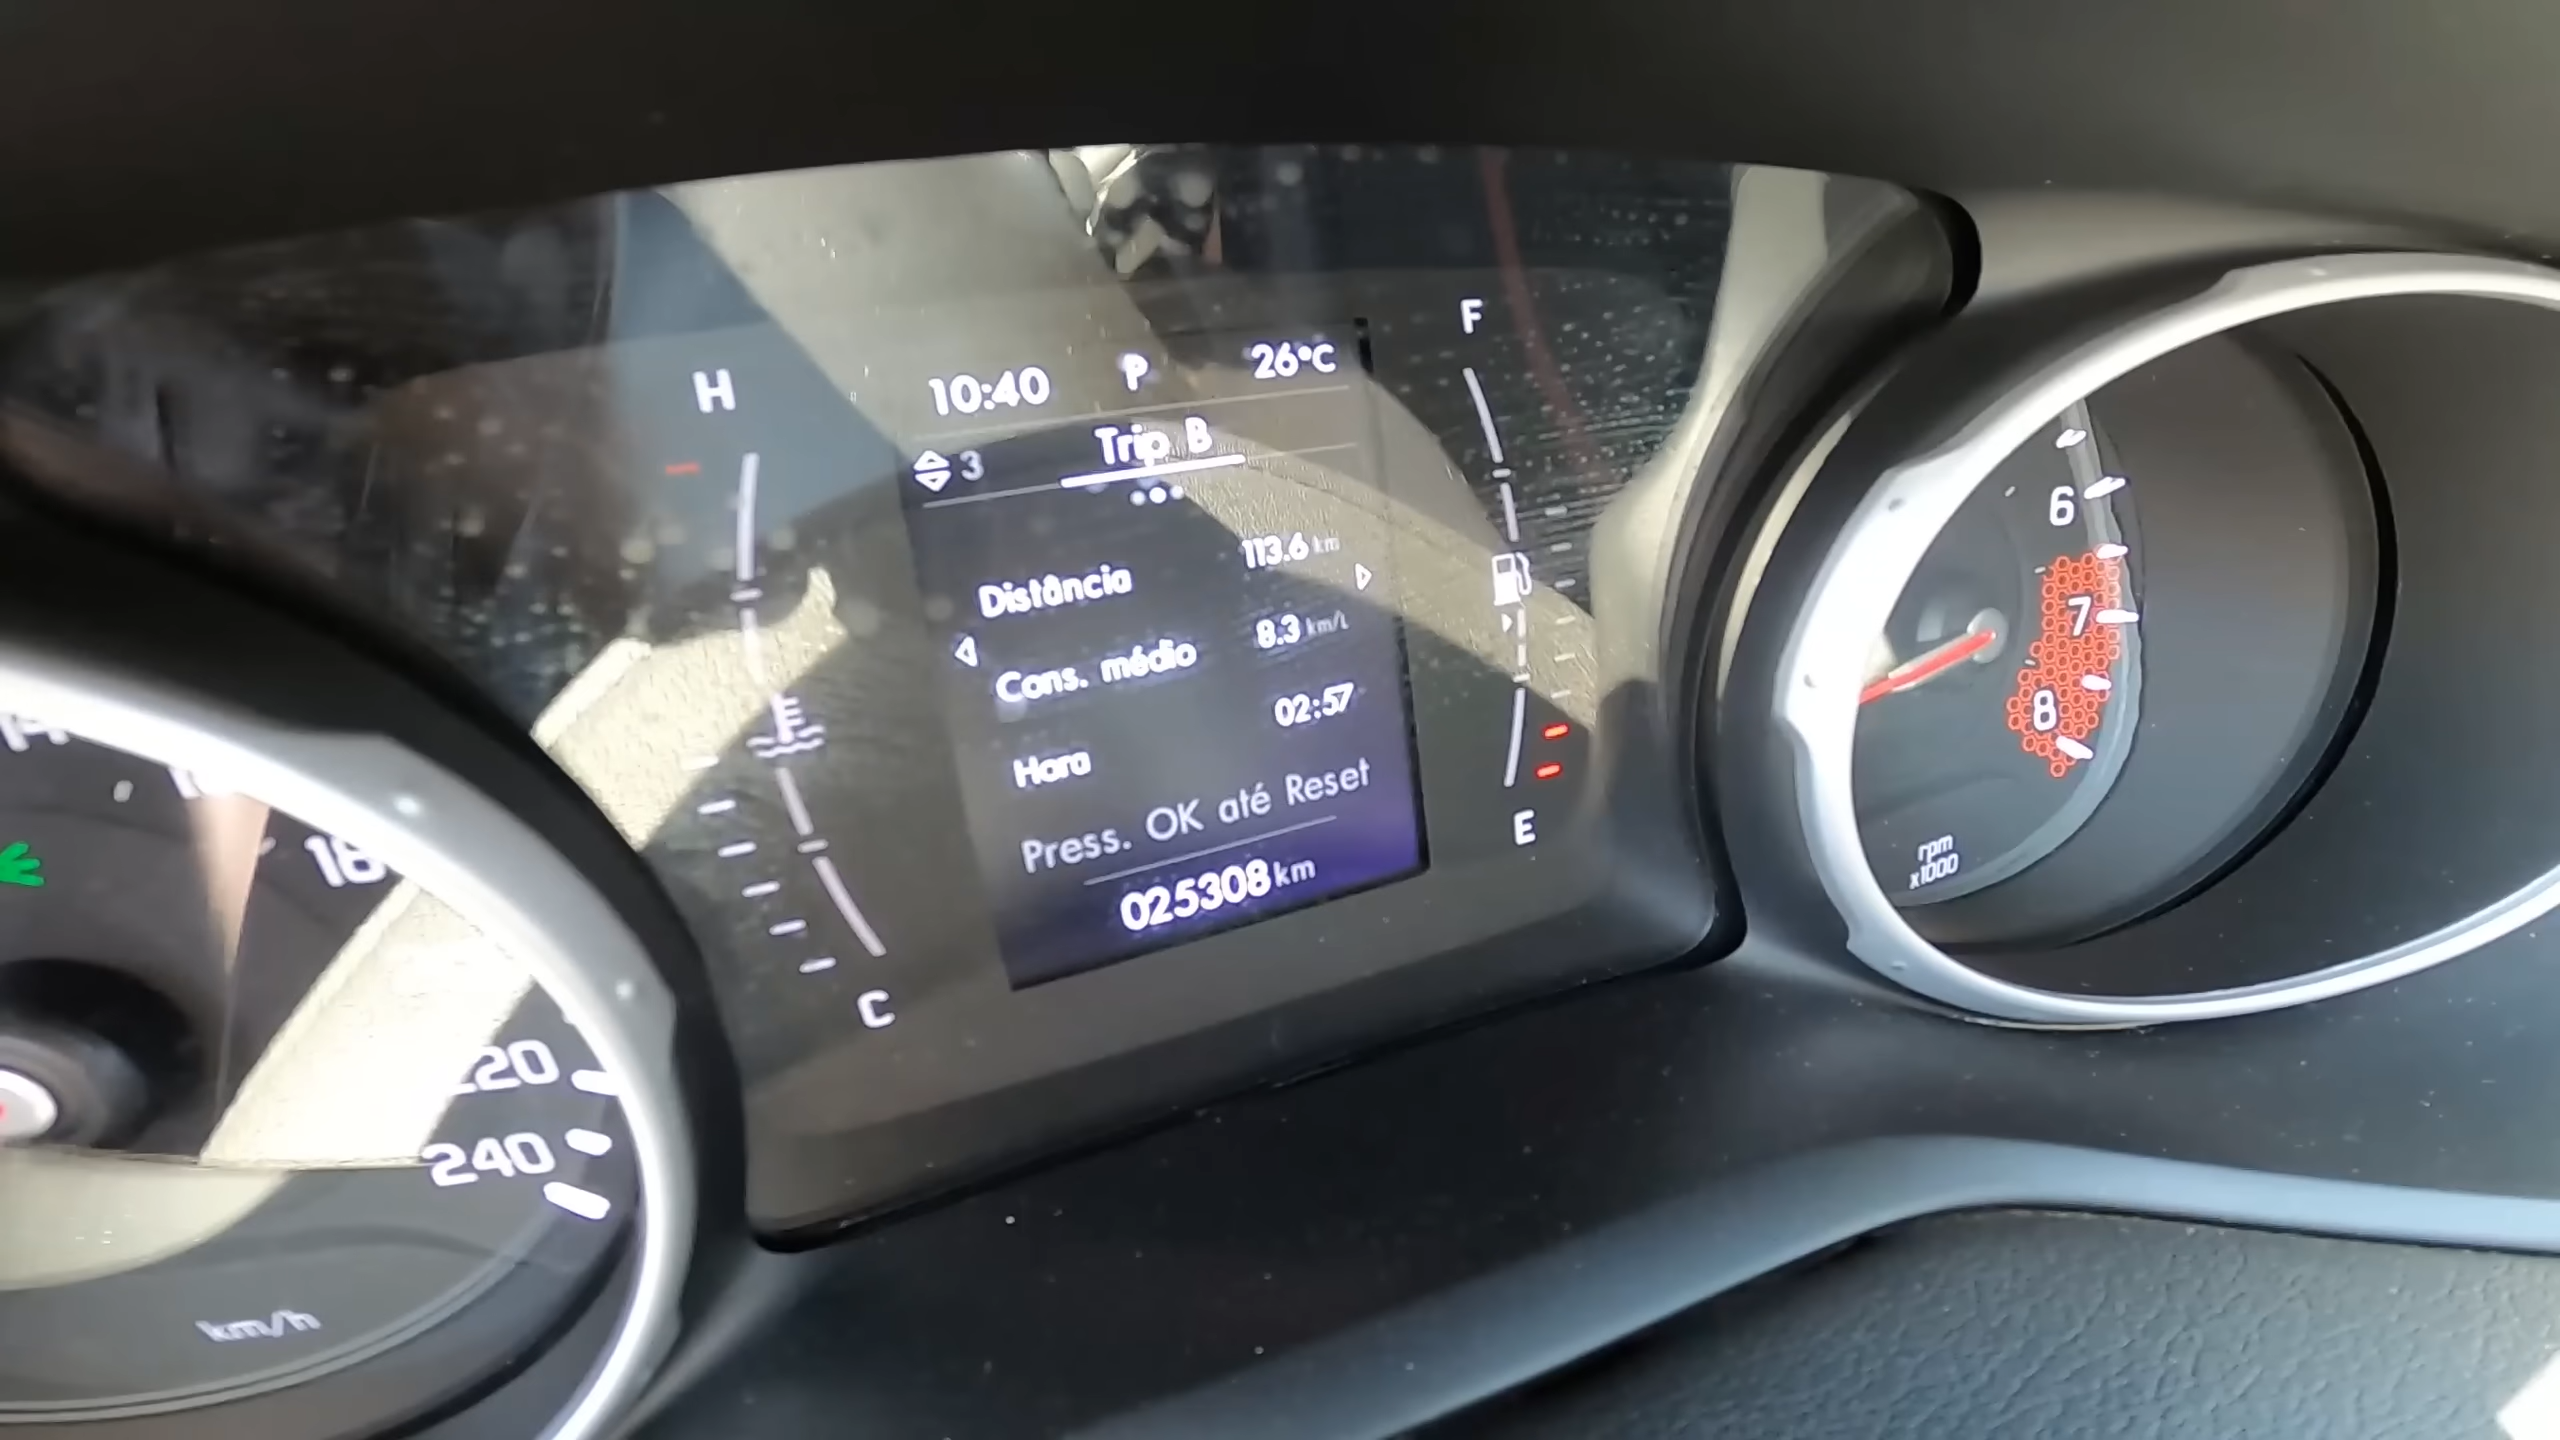 H
10:40 P 26°C
F
3 Trip B
Distância 113.6 km
Cons. médio 8.3 km/L
Hora 02:57
Press. OK até Reset
025308 km
C
E
6
7
8
rpm
x1000
240
km/h